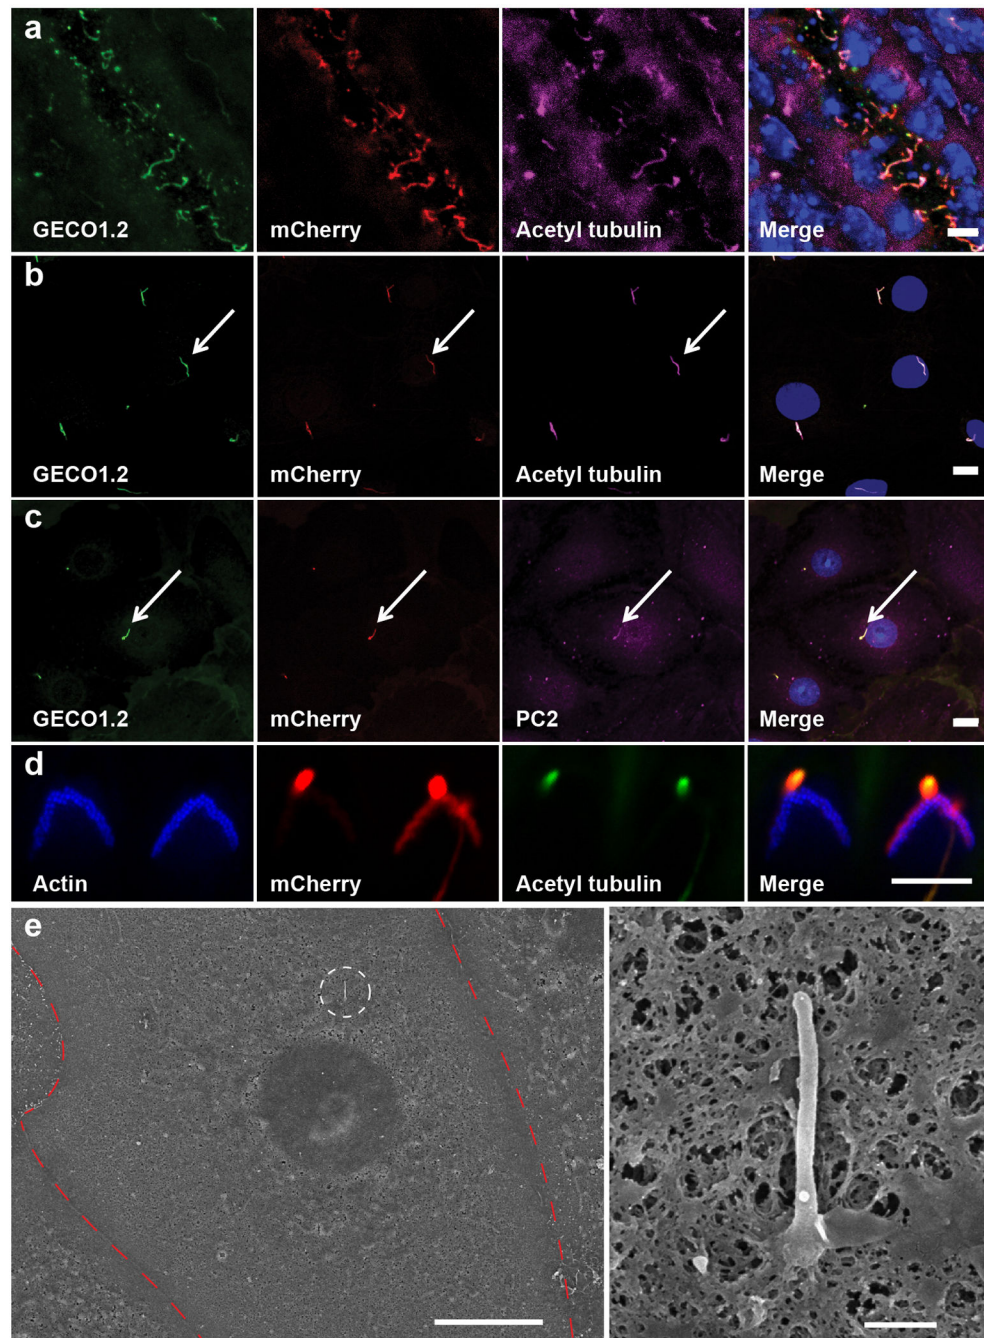 a
GECO1.2 mCherry Acetyl tubulin Merge
b
GECO1.2 mCherry Acetyl tubulin Merge
c
GECO1.2 mCherry PC2 Merge
d
Actin mCherry Acetyl tubulin Merge
e